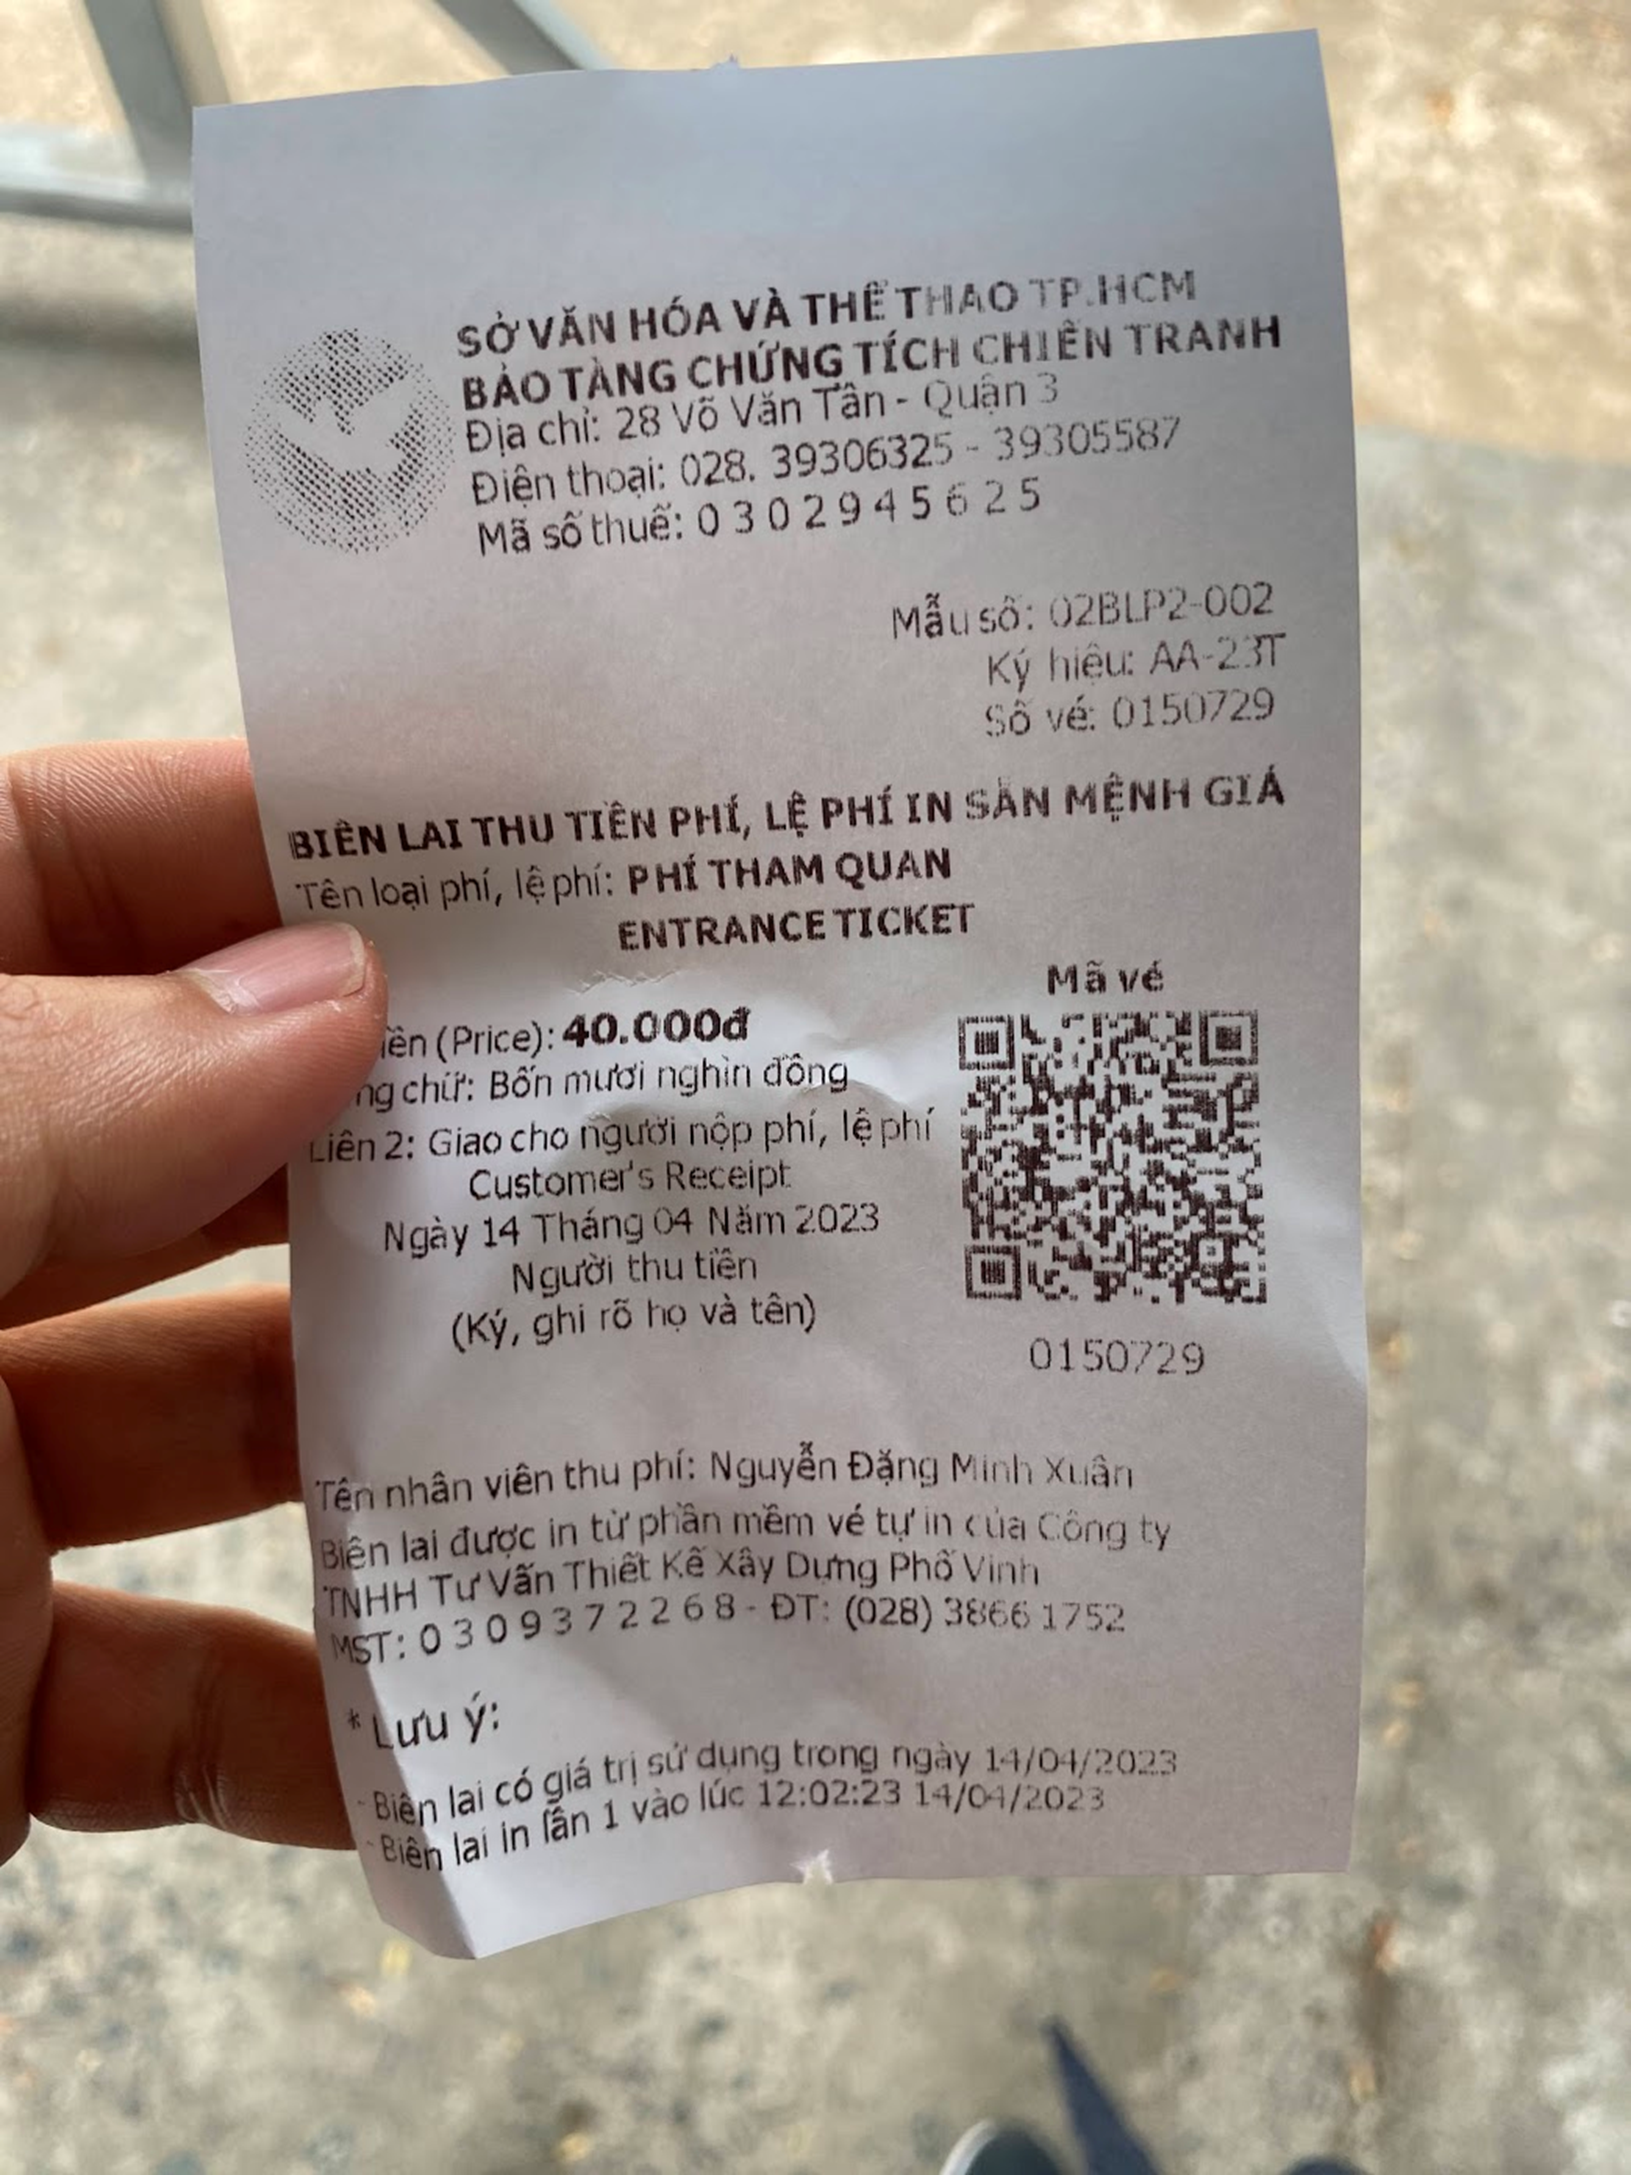 SỞ VĂN HÓA VÀ THỂ THAO TP.HCM
BẢO TÀNG CHỨNG TÍCH CHIẾN TRANH
Địa chỉ: 28 Võ Văn Tần - Quận 3
Điện thoại: 028. 39306325 - 39305587
Mã số thuế: 0 3 0 2 9 4 5 6 2 5
Mẫu số: 02BLP2-002
Ký hiệu: AA-23T
Số vé: 0150729
BIÊN LAI THU TIỀN PHÍ, LỆ PHÍ IN SẴN MỆNH GIÁ
Tên loại phí, lệ phí: PHÍ THAM QUAN
ENTRANCE TICKET
Mã vé
iền (Price): 40.000đ
ng chữ: Bốn mươi nghìn đồng
Liên 2: Giao cho người nộp phí, lệ phí
Customer's Receipt
Ngày 14 Tháng 04 Năm 2023
Người thu tiền
(Ký, ghi rõ họ và tên)
0150729
Tên nhân viên thu phí: Nguyễn Đặng Minh Xuân
Biên lai được in từ phần mềm vé tự in của Công ty
TNHH Tư Vấn Thiết Kế Xây Dựng Phố Vinh
MST: 0 3 0 9 3 7 2 2 6 8 - ĐT: (028) 3866 1752
* Lưu ý:
- Biên lai có giá trị sử dụng trong ngày 14/04/2023
- Biên lai in lần 1 vào lúc 12:02:23 14/04/2023